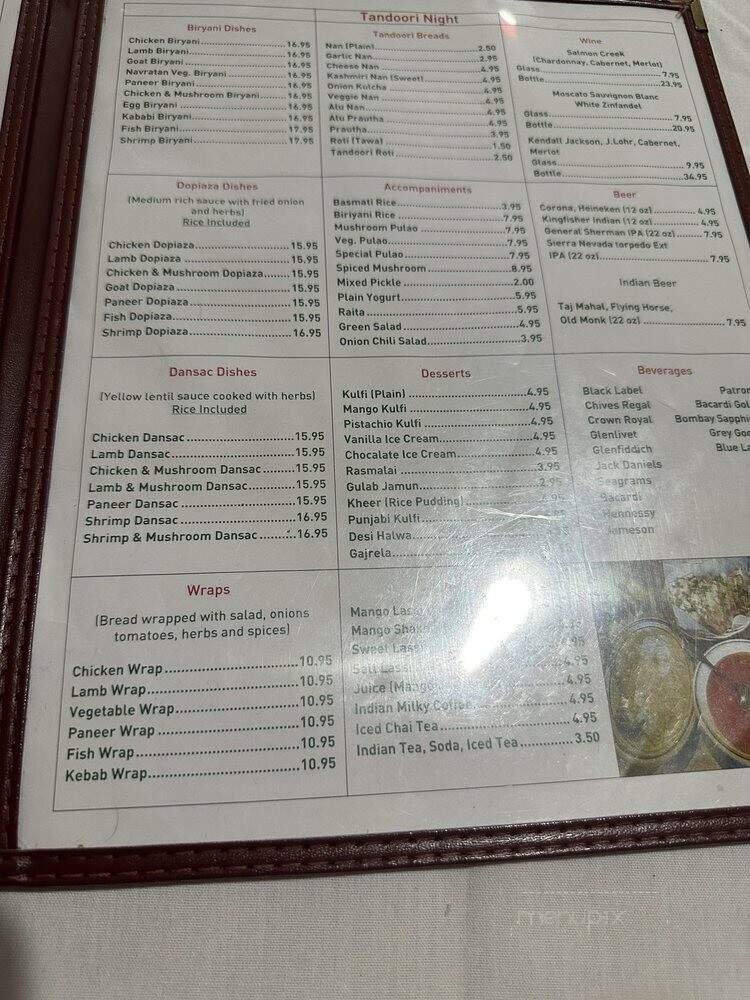 Tandoori Night
Biryani Dishes
Chicken Biryani 16.95
Lamb Biryani 16.95
Goat Biryani 16.95
Navratan Veg. Biryani 16.95
Paneer Biryani 16.95
Chicken & Mushroom Biryani 16.95
Egg Biryani 16.95
Kababi Biryani 16.95
Fish Biryani 17.95
Shrimp Biryani 17.95
Tandoori Breads
Nan (Plain) 2.50
Garlic Nan 2.95
Cheese Nan 4.95
Kashmiri Nan (Sweet) 4.95
Onion Kulcha 4.95
Veggie Nan 4.95
Alu Nan 4.95
Alu Prautha 4.95
Prautha 3.95
Roti (Tawa) 1.50
Tandoori Roti 2.50
Wine
Salmon Creek
(Chardonnay, Cabernet, Merlot)
Glass 7.95
Bottle 23.95
Moscato Sauvignon Blanc
White Zinfandel
Glass 7.95
Bottle 20.95
Kendall Jackson, J.Lohr, Cabernet,
Merlot
Glass 9.95
Bottle 34.95
Dopiaza Dishes
(Medium rich sauce with fried onion
and herbs)
Rice Included
Chicken Dopiaza 15.95
Lamb Dopiaza 15.95
Chicken & Mushroom Dopiaza 15.95
Goat Dopiaza 15.95
Paneer Dopiaza 15.95
Fish Dopiaza 15.95
Shrimp Dopiaza 16.95
Accompaniments
Basmati Rice 3.95
Biriyani Rice 7.95
Mushroom Pulao 7.95
Veg. Pulao 7.95
Special Pulao 7.95
Spiced Mushroom 8.95
Mixed Pickle 2.00
Plain Yogurt 5.95
Raita 5.95
Green Salad 4.95
Onion Chili Salad 3.95
Beer
Corona, Heineken (12 oz) 4.95
Kingfisher Indian (12 oz) 4.95
General Sherman IPA (22 oz) 7.95
Sierra Nevada torpedo Ext
IPA (22 oz) 7.95
Indian Beer
Taj Mahal, Flying Horse,
Old Monk (22 oz) 7.95
Dansac Dishes
(Yellow lentil sauce cooked with herbs)
Rice Included
Chicken Dansac 15.95
Lamb Dansac 15.95
Chicken & Mushroom Dansac 15.95
Lamb & Mushroom Dansac 15.95
Paneer Dansac 15.95
Shrimp Dansac 16.95
Shrimp & Mushroom Dansac 16.95
Desserts
Kulfi (Plain) 4.95
Mango Kulfi 4.95
Pistachio Kulfi 4.95
Vanilla Ice Cream 4.95
Chocalate Ice Cream 4.95
Rasmalai 3.95
Gulab Jamun 2.95
Kheer (Rice Pudding)
Punjabi Kulfi
Desi Halwa
Gajrela
Beverages
Black Label Patron
Chives Regal Bacardi Gol
Crown Royal Bombay Sapphi
Glenlivet Grey Goo
Glenfiddich Blue La
Jack Daniels
Seagrams
Bacardi
Hennessy
Jameson
Wraps
(Bread wrapped with salad, onions
tomatoes, herbs and spices)
Chicken Wrap 10.95
Lamb Wrap 10.95
Vegetable Wrap 10.95
Paneer Wrap 10.95
Fish Wrap 10.95
Kebab Wrap 10.95
Mango Lassi
Mango Shake
Sweet Lassi
Salt Lassi 4.95
Juice (Mango 4.95
Indian Milky Coffee 4.95
Iced Chai Tea 4.95
Indian Tea, Soda, Iced Tea 3.50
menupix